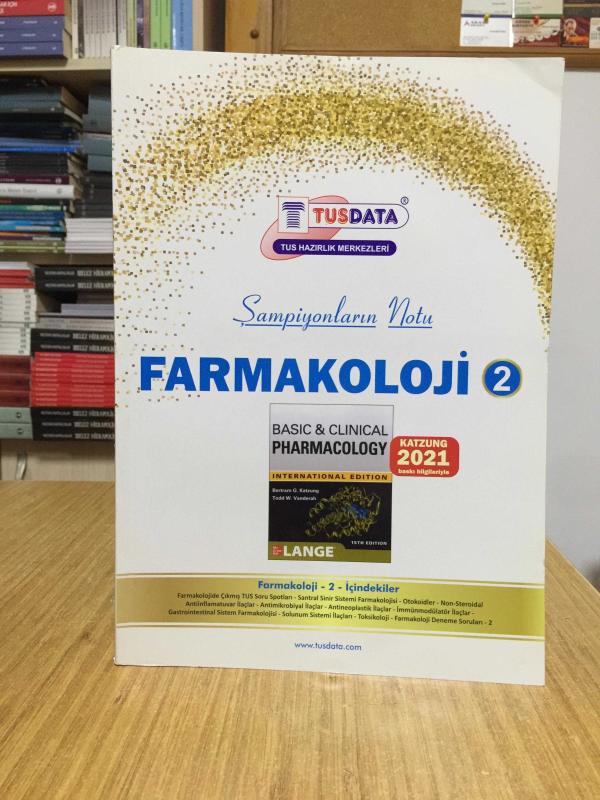 TUSDATA®
TUS HAZIRLIK MERKEZLERİ
Şampiyonların Notu
FARMAKOLOJİ 2
BASIC & CLINICAL
PHARMACOLOGY
KATZUNG
2021
baskı bilgileriyle
INTERNATIONAL EDITION
Bertram G. Katzung
Todd W. Vanderah
15TH EDITION
LANGE
Farmakoloji - 2 - İçindekiler
Farmakolojide Çıkmış TUS Soru Spotları - Santral Sinir Sistemi Farmakolojisi - Otokoidler - Non-Steroidal
Antiinflamatuvar İlaçlar - Antimikrobiyal İlaçlar - Antineoplastik İlaçlar - İmmünmodülatör İlaçlar -
Gastrointestinal Sistem Farmakolojisi - Solunum Sistemi İlaçları - Toksikoloji - Farmakoloji Deneme Soruları - 2
www.tusdata.com